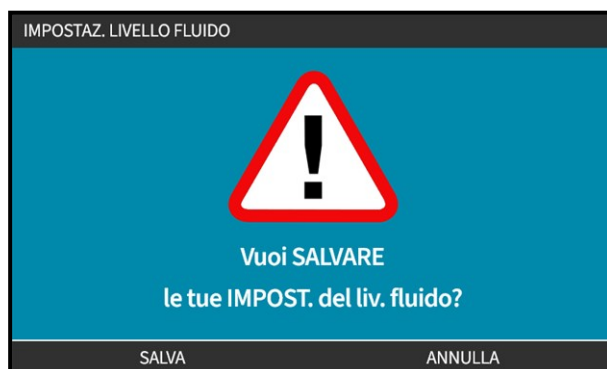 IMPOSTAZ. LIVELLO FLUIDO
!
Vuoi SALVARE
le tue IMPOST. del liv. fluido?
SALVA ANNULLA